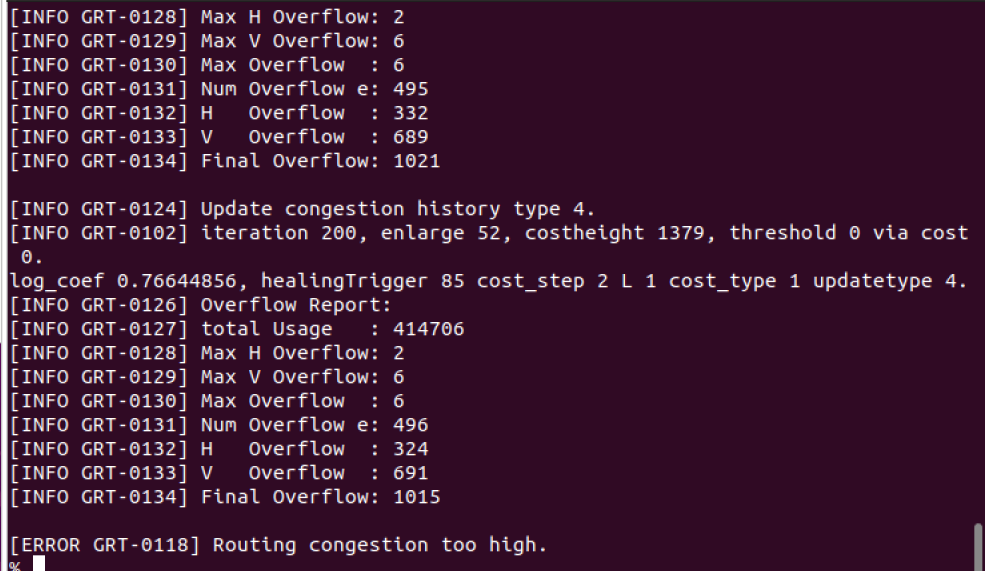 [INFO GRT-0128] Max H Overflow: 2
[INFO GRT-0129] Max V Overflow: 6
[INFO GRT-0130] Max Overflow  : 6
[INFO GRT-0131] Num Overflow e: 495
[INFO GRT-0132] H   Overflow  : 332
[INFO GRT-0133] V   Overflow  : 689
[INFO GRT-0134] Final Overflow: 1021

[INFO GRT-0124] Update congestion history type 4.
[INFO GRT-0102] iteration 200, enlarge 52, costheight 1379, threshold 0 via cost
 0.
log_coef 0.76644856, healingTrigger 85 cost_step 2 L 1 cost_type 1 updatetype 4.
[INFO GRT-0126] Overflow Report:
[INFO GRT-0127] total Usage   : 414706
[INFO GRT-0128] Max H Overflow: 2
[INFO GRT-0129] Max V Overflow: 6
[INFO GRT-0130] Max Overflow  : 6
[INFO GRT-0131] Num Overflow e: 496
[INFO GRT-0132] H   Overflow  : 324
[INFO GRT-0133] V   Overflow  : 691
[INFO GRT-0134] Final Overflow: 1015

[ERROR GRT-0118] Routing congestion too high.
%